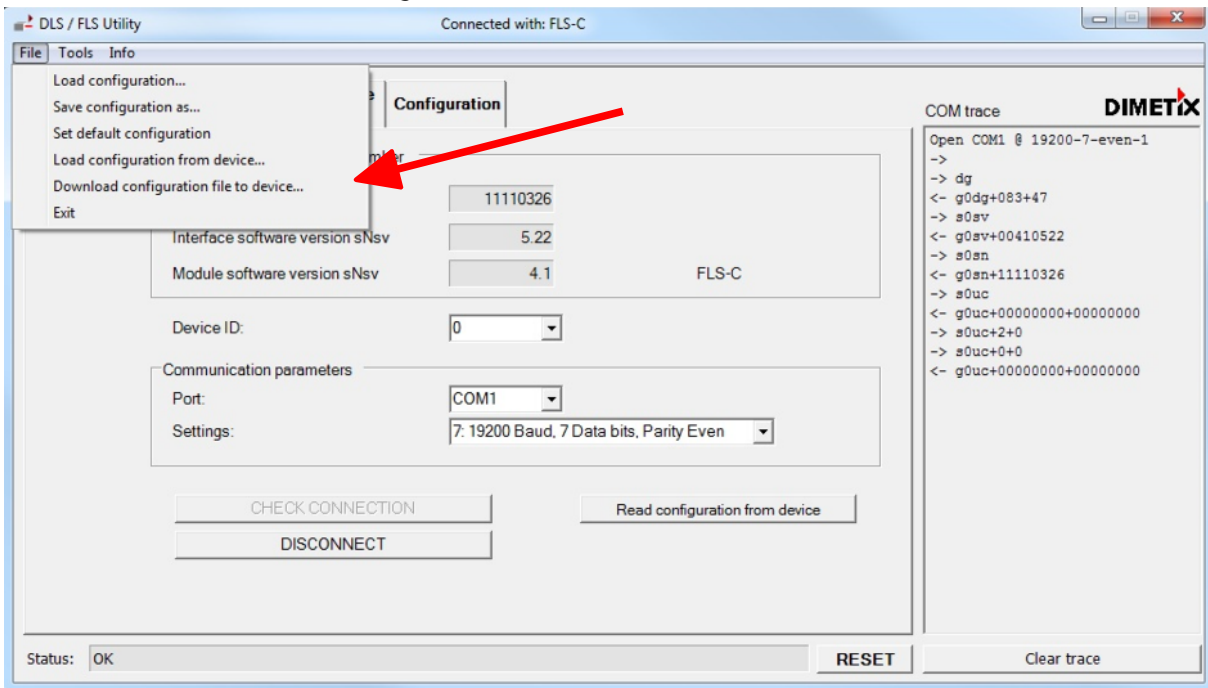 DLS / FLS Utility Connected with: FLS-C
File Tools Info
Load configuration...
Save configuration as...
Set default configuration
Load configuration from device...
Download configuration file to device...
Exit
Configuration
11110326
Interface software version sNsv 5.22
Module software version sNsv 4.1 FLS-C
Device ID: 0
Communication parameters
Port: COM1
Settings: 7: 19200 Baud, 7 Data bits, Parity Even
CHECK CONNECTION Read configuration from device
DISCONNECT
COM trace DIMETIX
Open COM1 @ 19200-7-even-1
->
-> dg
<- g0dg+083+47
-> s0sv
<- g0sv+00410522
-> s0sn
<- g0sn+11110326
-> s0uc
<- g0uc+00000000+00000000
-> s0uc+2+0
-> s0uc+0+0
<- g0uc+00000000+00000000
Status: OK RESET Clear trace